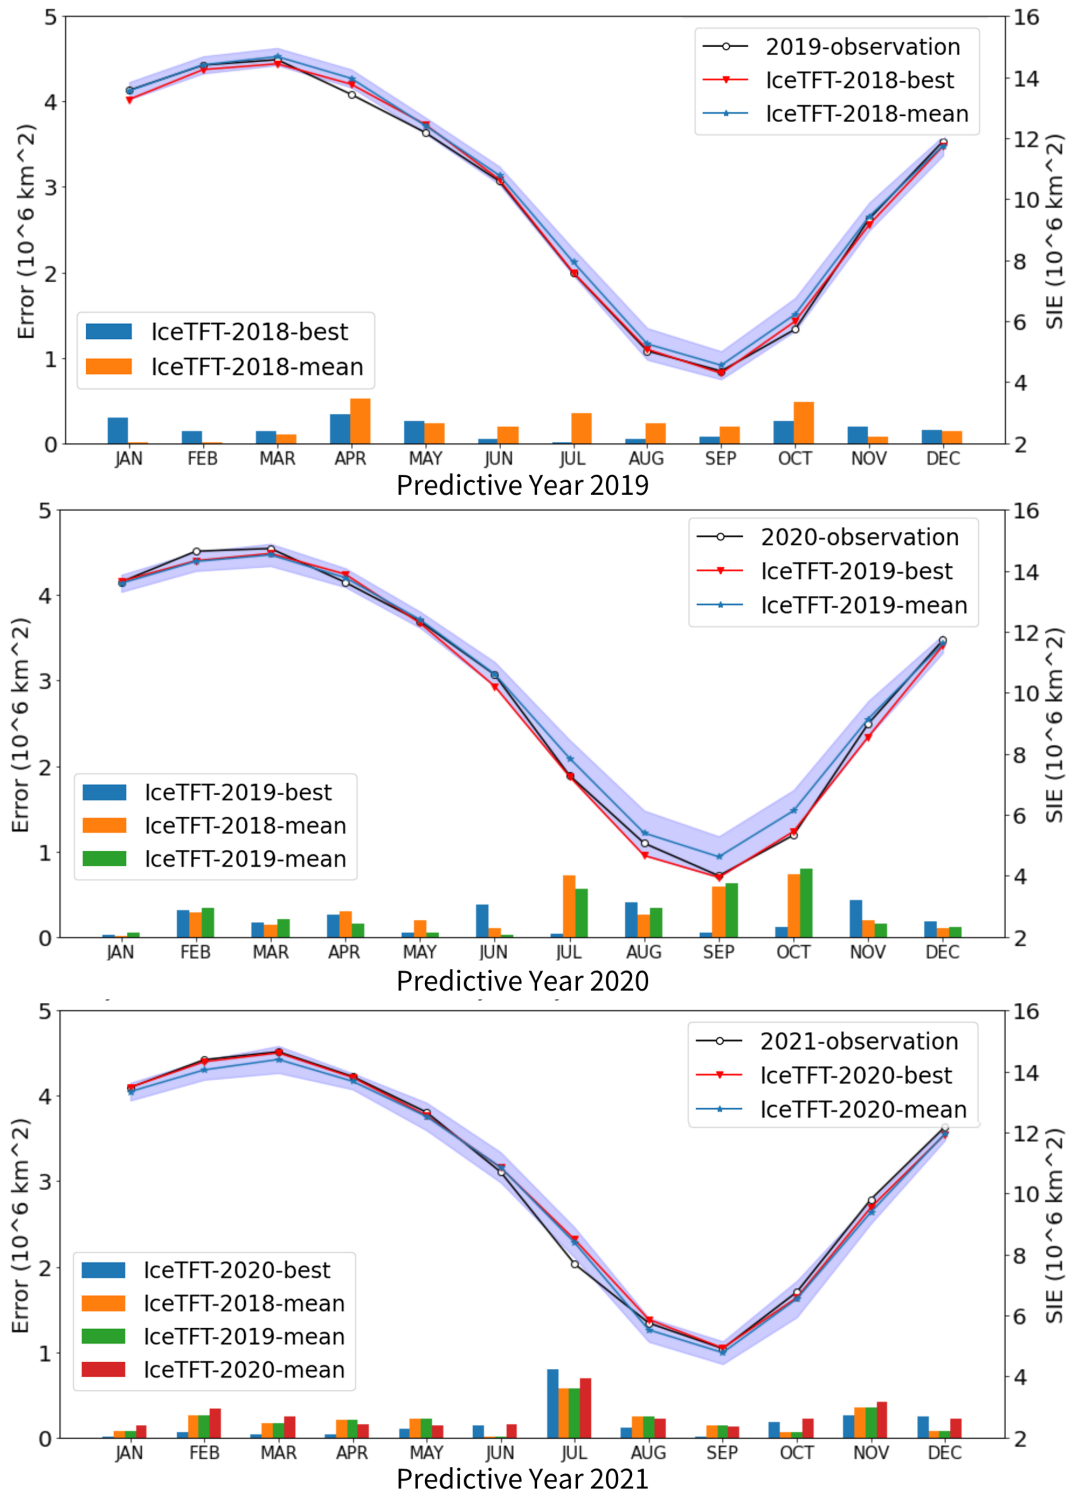 5
4
3
2
1
0
Error (10^6 km^2)
16
14
12
10
8
6
4
2
SIE (10^6 km^2)
2019-observation
IceTFT-2018-best
IceTFT-2018-mean
IceTFT-2018-best
IceTFT-2018-mean
JAN FEB MAR APR MAY JUN JUL AUG SEP OCT NOV DEC
Predictive Year 2019
5
4
3
2
1
0
Error (10^6 km^2)
16
14
12
10
8
6
4
2
SIE (10^6 km^2)
2020-observation
IceTFT-2019-best
IceTFT-2019-mean
IceTFT-2019-best
IceTFT-2018-mean
IceTFT-2019-mean
JAN FEB MAR APR MAY JUN JUL AUG SEP OCT NOV DEC
Predictive Year 2020
5
4
3
2
1
0
Error (10^6 km^2)
16
14
12
10
8
6
4
2
SIE (10^6 km^2)
2021-observation
IceTFT-2020-best
IceTFT-2020-mean
IceTFT-2020-best
IceTFT-2018-mean
IceTFT-2019-mean
IceTFT-2020-mean
JAN FEB MAR APR MAY JUN JUL AUG SEP OCT NOV DEC
Predictive Year 2021